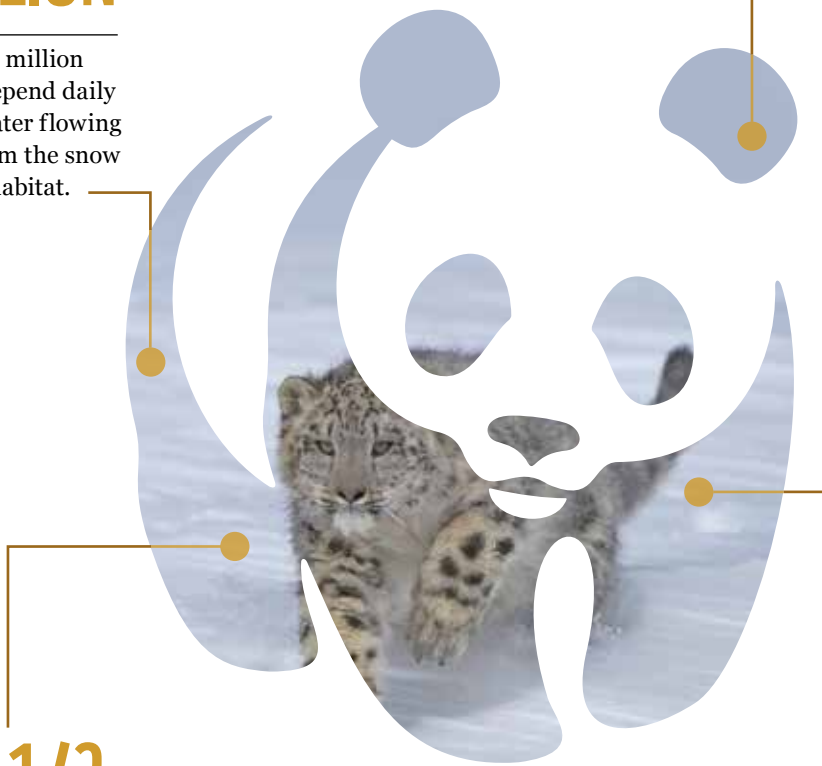 million
epend daily
ater flowing
m the snow
abitat.